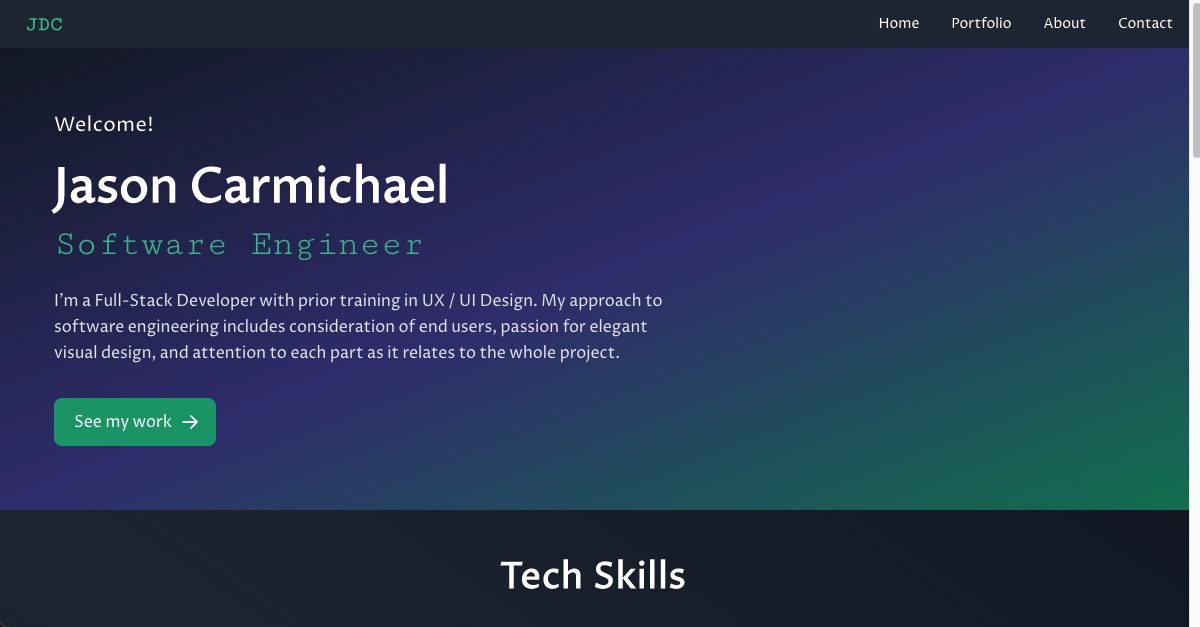 JDC
Home Portfolio About Contact
Welcome!
Jason Carmichael
Software Engineer
I'm a Full-Stack Developer with prior training in UX / UI Design. My approach to
software engineering includes consideration of end users, passion for elegant
visual design, and attention to each part as it relates to the whole project.
See my work →
Tech Skills